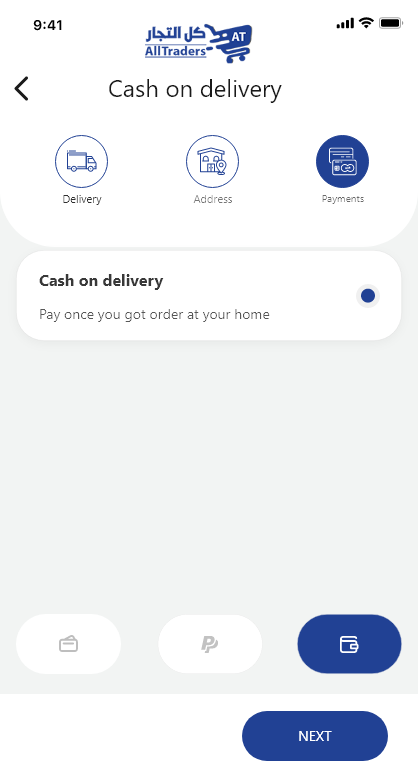 9:41
كل التجار
AT
AllTraders
Cash on delivery
Delivery
Address
Payments
Cash on delivery
Pay once you got order at your home
NEXT